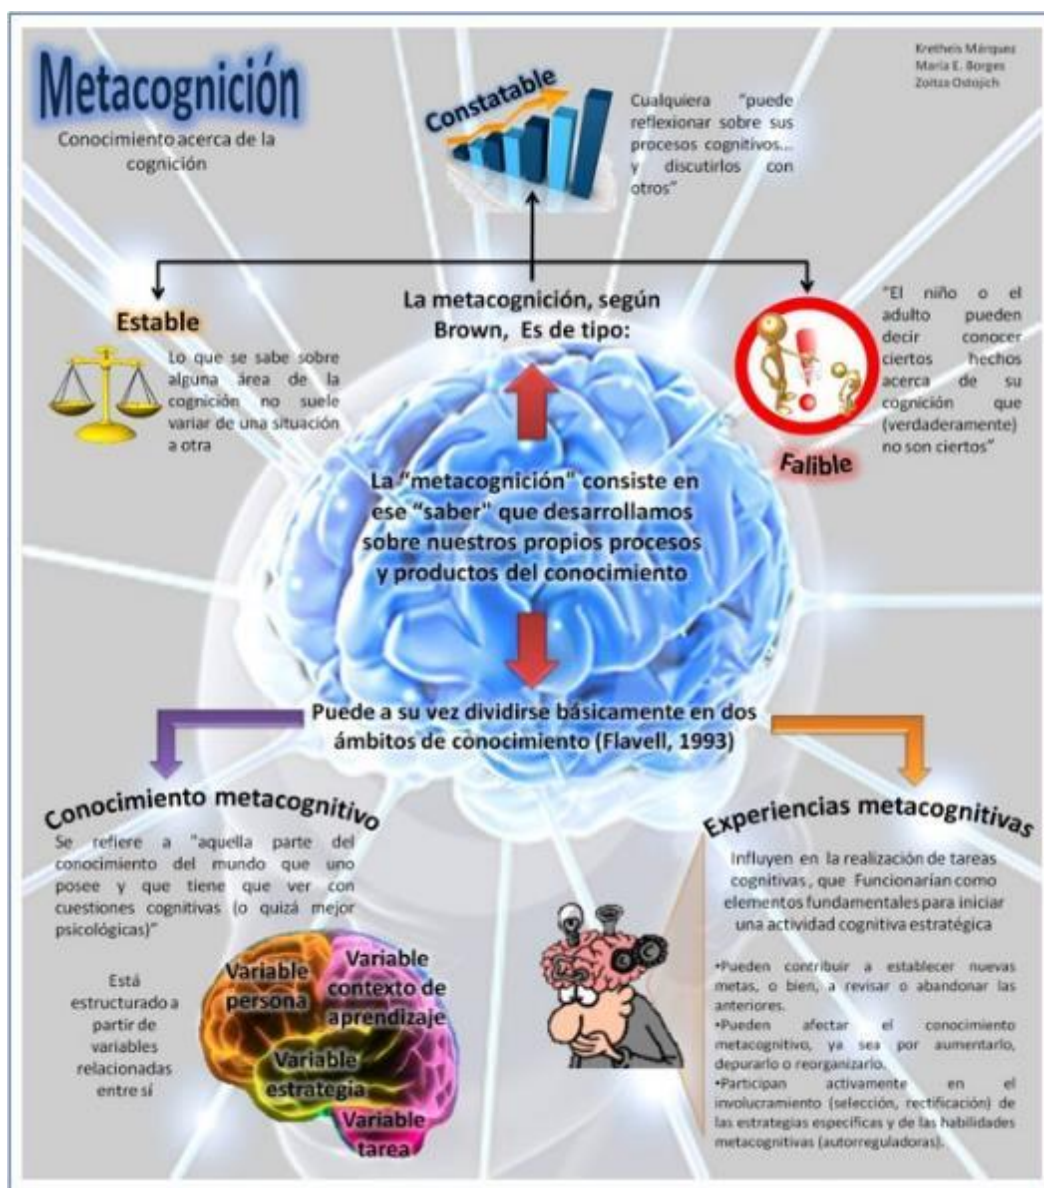 Metacognición
Conocimiento acerca de la
cognición
Kretheis Márquez
María E. Borges
Zoitza Ostojich
Constatable
Cualquiera "puede
reflexionar sobre sus
procesos cognitivos...
y discutirlos con
otros"
La metacognición, según
Brown, Es de tipo:
Estable
Lo que se sabe sobre
alguna área de la
cognición no suele
variar de una situación
a otra
"El niño o el
adulto pueden
decir conocer
ciertos hechos
acerca de su
cognición que
(verdaderamente)
no son ciertos"
Falible
La "metacognición" consiste en
ese "saber" que desarrollamos
sobre nuestros propios procesos
y productos del conocimiento
Puede a su vez dividirse básicamente en dos
ámbitos de conocimiento (Flavell, 1993)
Conocimiento metacognitivo
Se refiere a "aquella parte del
conocimiento del mundo que uno
posee y que tiene que ver con
cuestiones cognitivas (o quizá mejor
psicológicas)"
Está
estructurado a
partir de
variables
relacionadas
entre sí
Variable
persona
Variable
contexto de
aprendizaje
Variable
estrategia
Variable
tarea
Experiencias metacognitivas
Influyen en la realización de tareas
cognitivas, que Funcionarían como
elementos fundamentales para iniciar
una actividad cognitiva estratégica
•Pueden contribuir a establecer nuevas
metas, o bien, a revisar o abandonar las
anteriores.
•Pueden afectar el conocimiento
metacognitivo, ya sea por aumentarlo,
depurarlo o reorganizarlo.
•Participan activamente en el
involucramiento (selección, rectificación) de
las estrategias específicas y de las habilidades
metacognitivas (autorreguladoras).